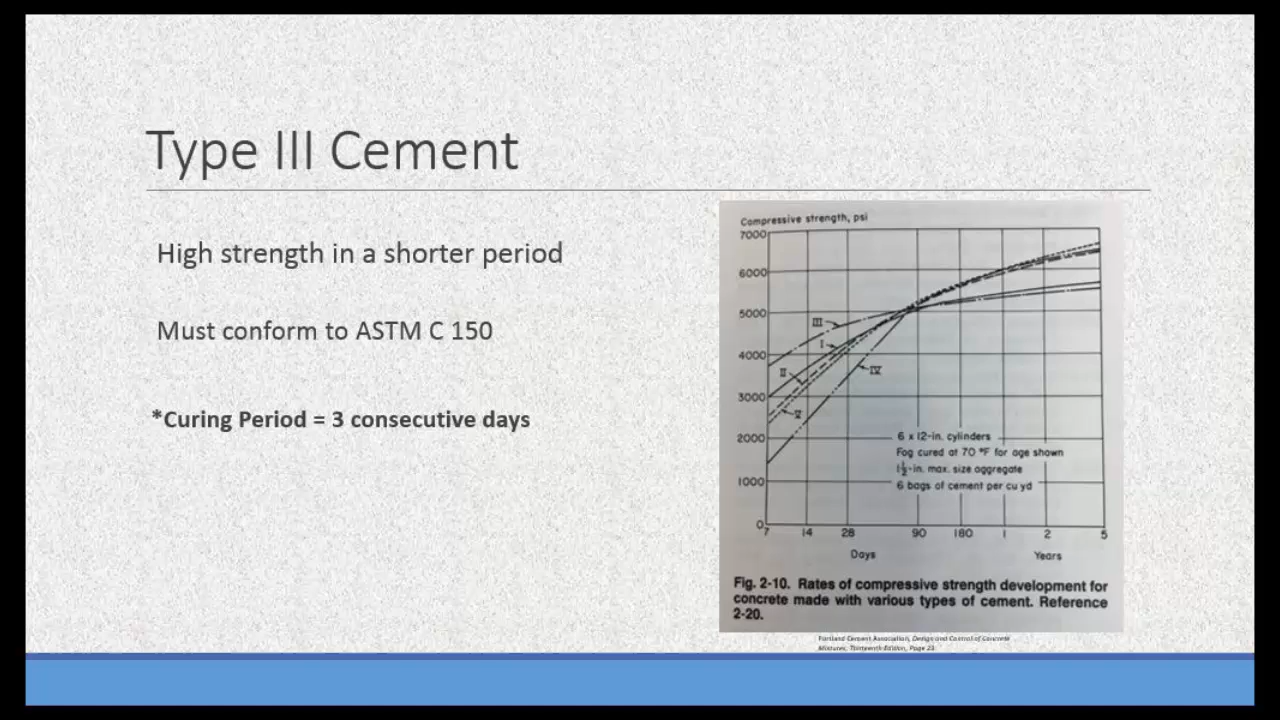 Type III Cement
High strength in a shorter period
Must conform to ASTM C 150
*Curing Period = 3 consecutive days
Compressive strength, psi
7000
6000
5000
4000
3000
2000
1000
0
III
I
II
IV
V
6 x 12-in. cylinders
Fog cured at 70 °F for age shown
1½-in. max. size aggregate
6 bags of cement per cu yd
7 14 28 90 180 1 2 5
Days Years
Fig. 2-10. Rates of compressive strength development for
concrete made with various types of cement. Reference
2-20.
Portland Cement Association, Design and Control of Concrete
Mixtures, Thirteenth Edition, Page 23